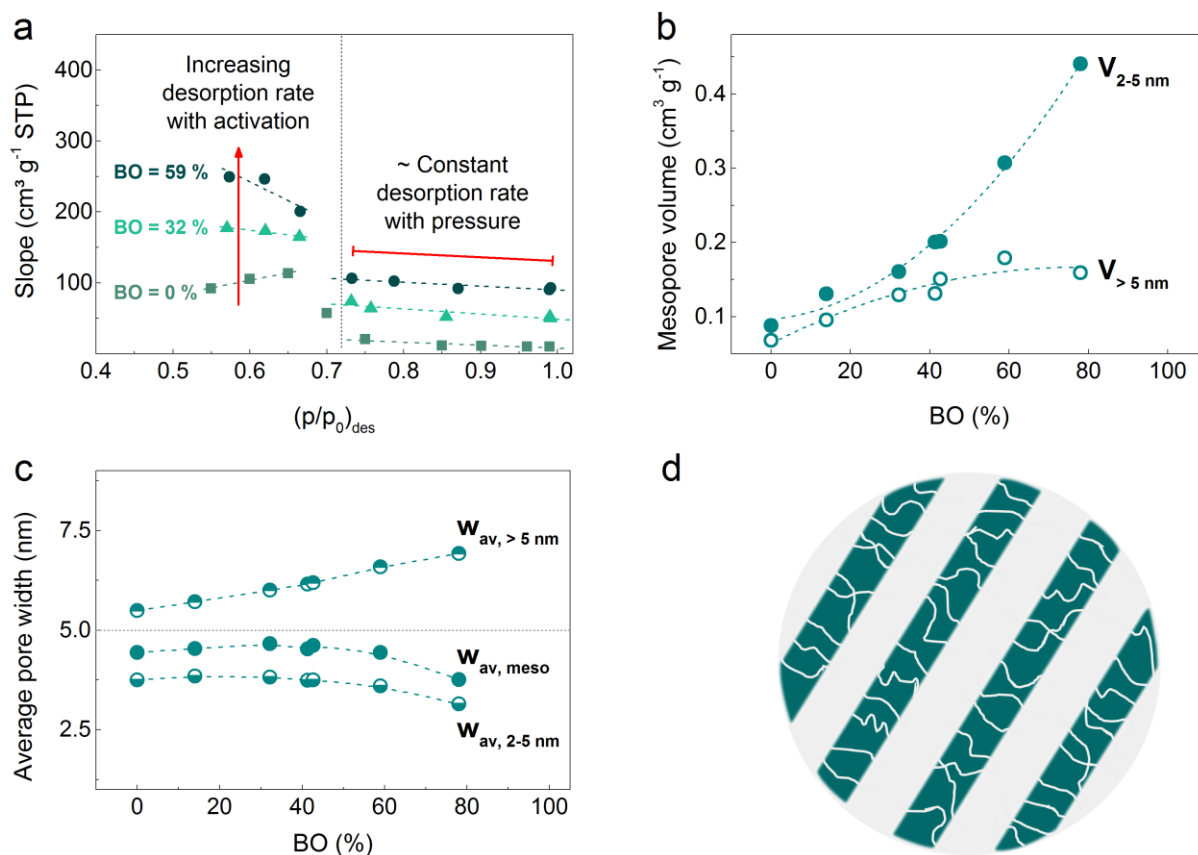 a
Slope (cm³ g⁻¹ STP)
400
300
250
200
100
Increasing
desorption rate
with activation
BO = 59 %
BO = 32 %
BO = 0 %
~ Constant
desorption rate
with pressure
0.4 0.5 0.6 0.7 0.8 0.9 1.0
(p/p₀)des
b
Mesopore volume (cm³ g⁻¹)
0.4
0.3
0.2
0.1
V2-5 nm
V> 5 nm
0 20 40 60 80 100
BO (%)
c
Average pore width (nm)
7.5
5.0
2.5
wav, > 5 nm
wav, meso
wav, 2-5 nm
0 20 40 60 80 100
BO (%)
d